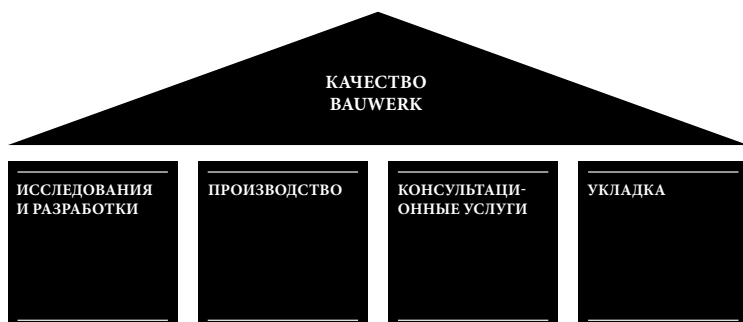 КАЧЕСТВО
BAUWERK
ИССЛЕДОВАНИЯ
И РАЗРАБОТКИ
ПРОИЗВОДСТВО
КОНСУЛЬТАЦИ-
ОННЫЕ УСЛУГИ
УКЛАДКА